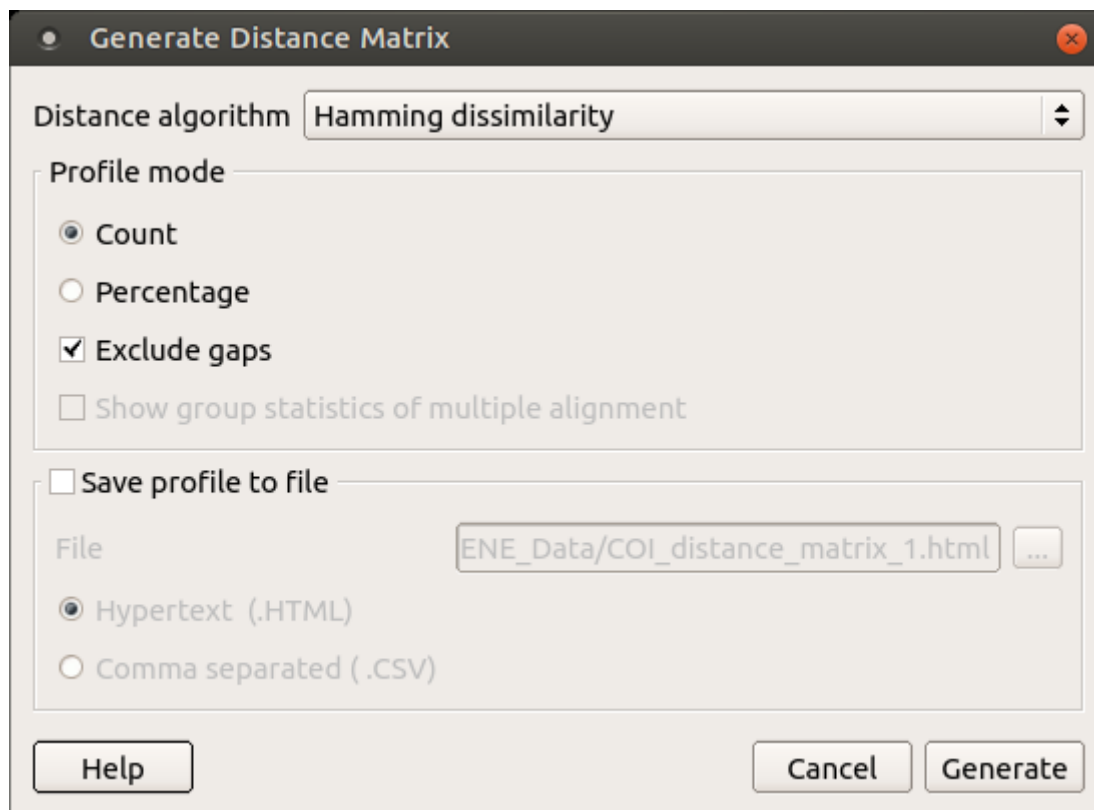 Generate Distance Matrix
Distance algorithm Hamming dissimilarity
Profile mode
Count
Percentage
Exclude gaps
Show group statistics of multiple alignment
Save profile to file
File ENE_Data/COI_distance_matrix_1.html ...
Hypertext (.HTML)
Comma separated ( .CSV)
Help Cancel Generate